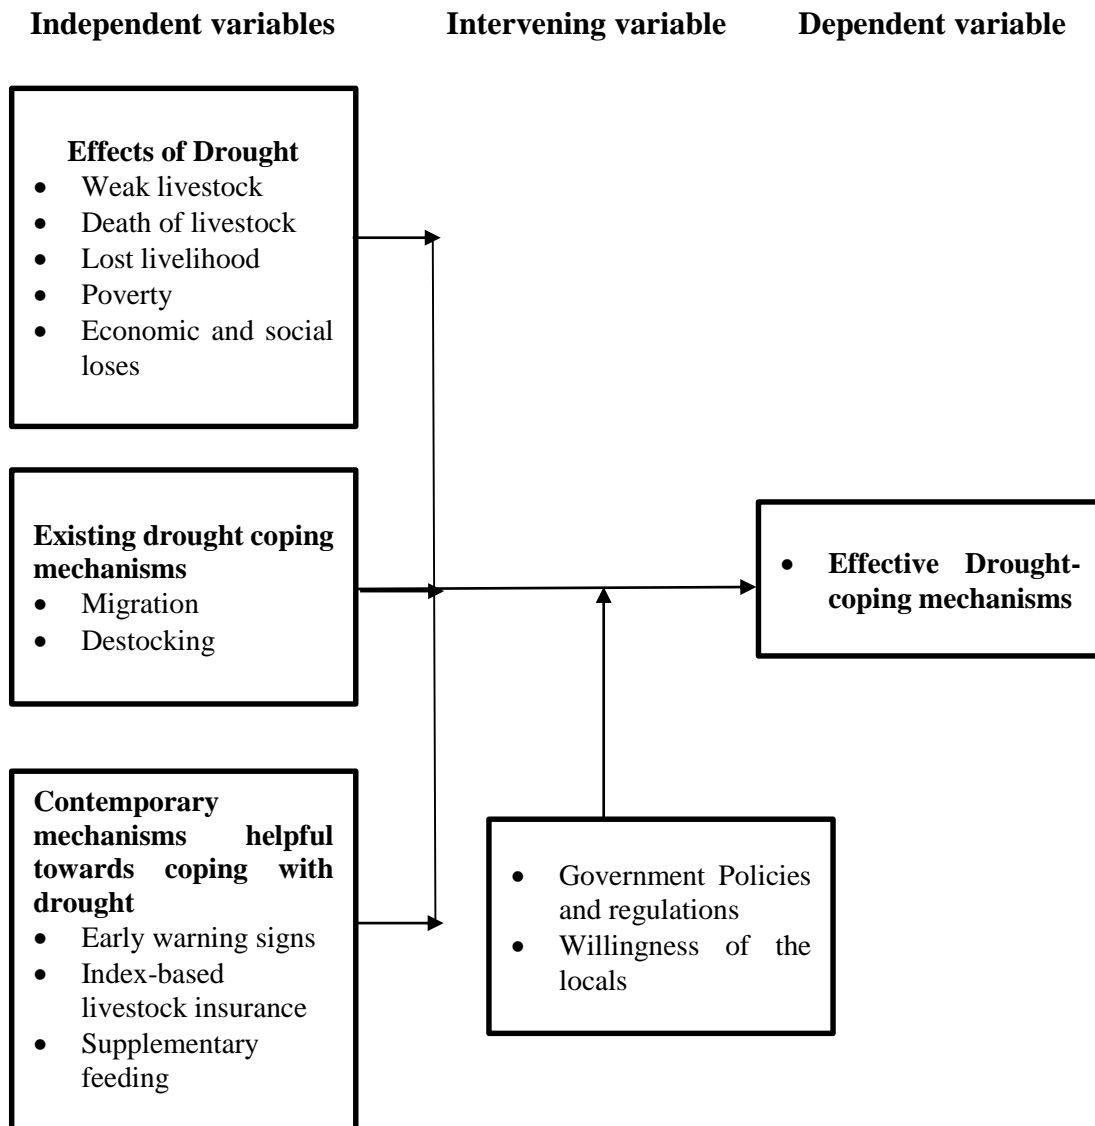 Independent variables
Intervening variable
Dependent variable
Effects of Drought
• Weak livestock
• Death of livestock
• Lost livelihood
• Poverty
• Economic and social
loses
Existing drought coping
mechanisms
• Migration
• Destocking
Contemporary
mechanisms helpful
towards coping with
drought
• Early warning signs
• Index-based
livestock insurance
• Supplementary
feeding
• Government Policies
and regulations
• Willingness of the
locals
• Effective Drought-
coping mechanisms